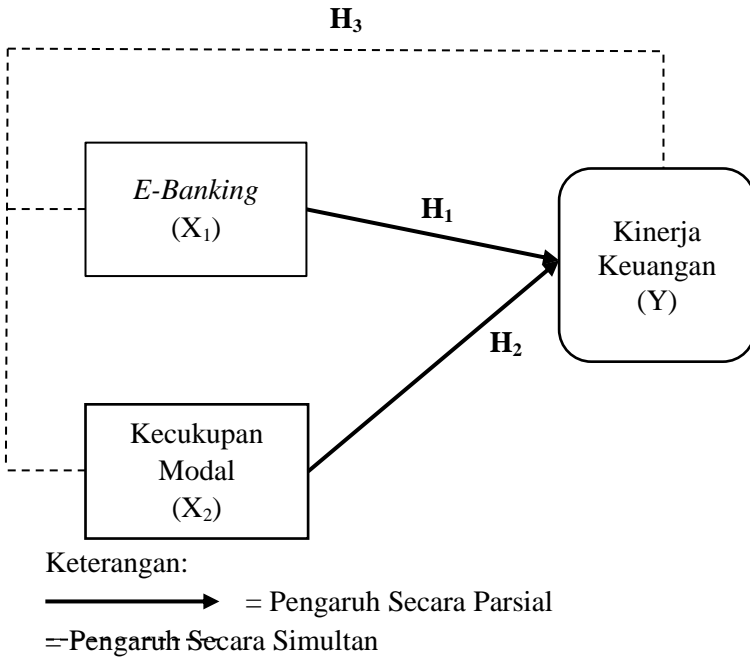 H₃
E-Banking
(X₁)
H₁
Kinerja
Keuangan
(Y)
H₂
Kecukupan
Modal
(X₂)
Keterangan:
= Pengaruh Secara Parsial
= Pengaruh Secara Simultan